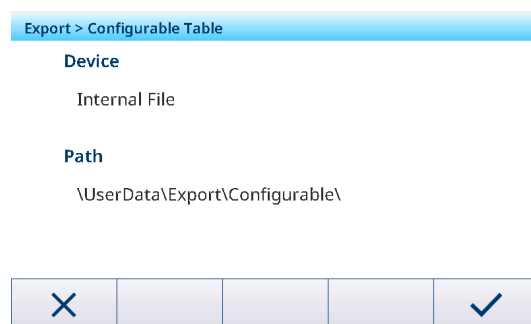 Export > Configurable Table
Device
Internal File
Path
\UserData\Export\Configurable\